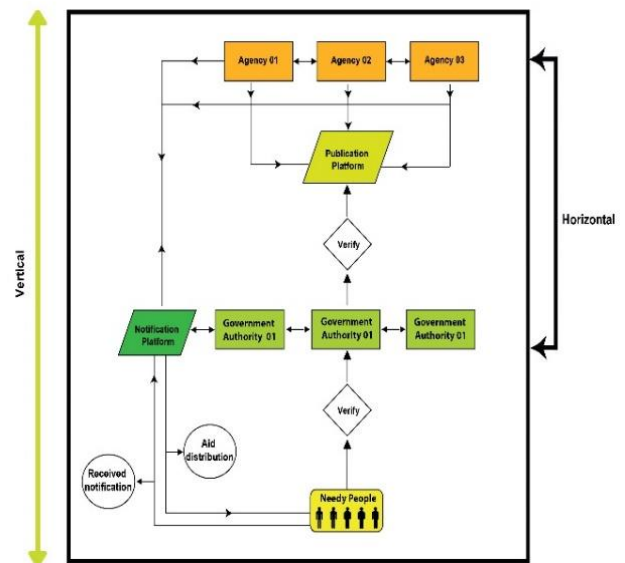 Agency 01
Agency 02
Agency 03
Publication
Platform
Verify
Horizontal
Vertical
Notification
Platform
Government
Authority 01
Government
Authority 01
Government
Authority 01
Verify
Aid
distribution
Received
notification
Needy People